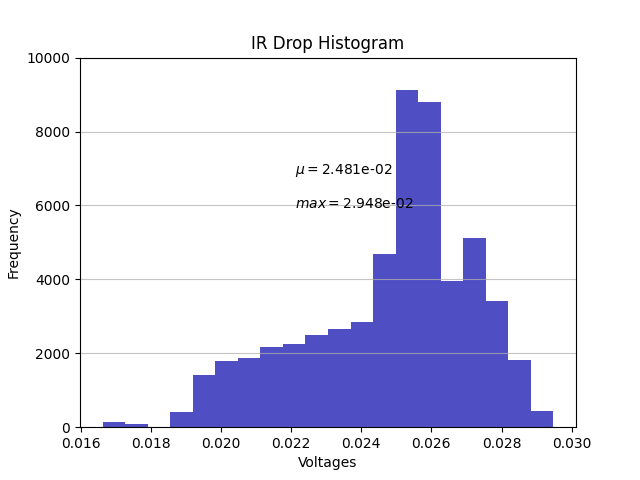 IR Drop Histogram
10000
8000
6000
4000
2000
0
Frequency
μ = 2.481e-02
max = 2.948e-02
0.016 0.018 0.020 0.022 0.024 0.026 0.028 0.030
Voltages